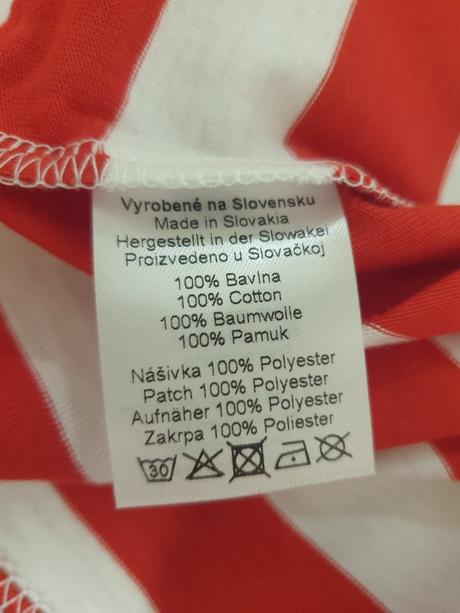 Vyrobené na Slovensku
Made in Slovakia
Hergestellt in der Slowakei
Proizvedeno u Slovačkoj
100% Bavlna
100% Cotton
100% Baumwolle
100% Pamuk
Nášivka 100% Polyester
Patch 100% Polyester
Aufnäher 100% Polyester
Zakrpa 100% Poliester
30